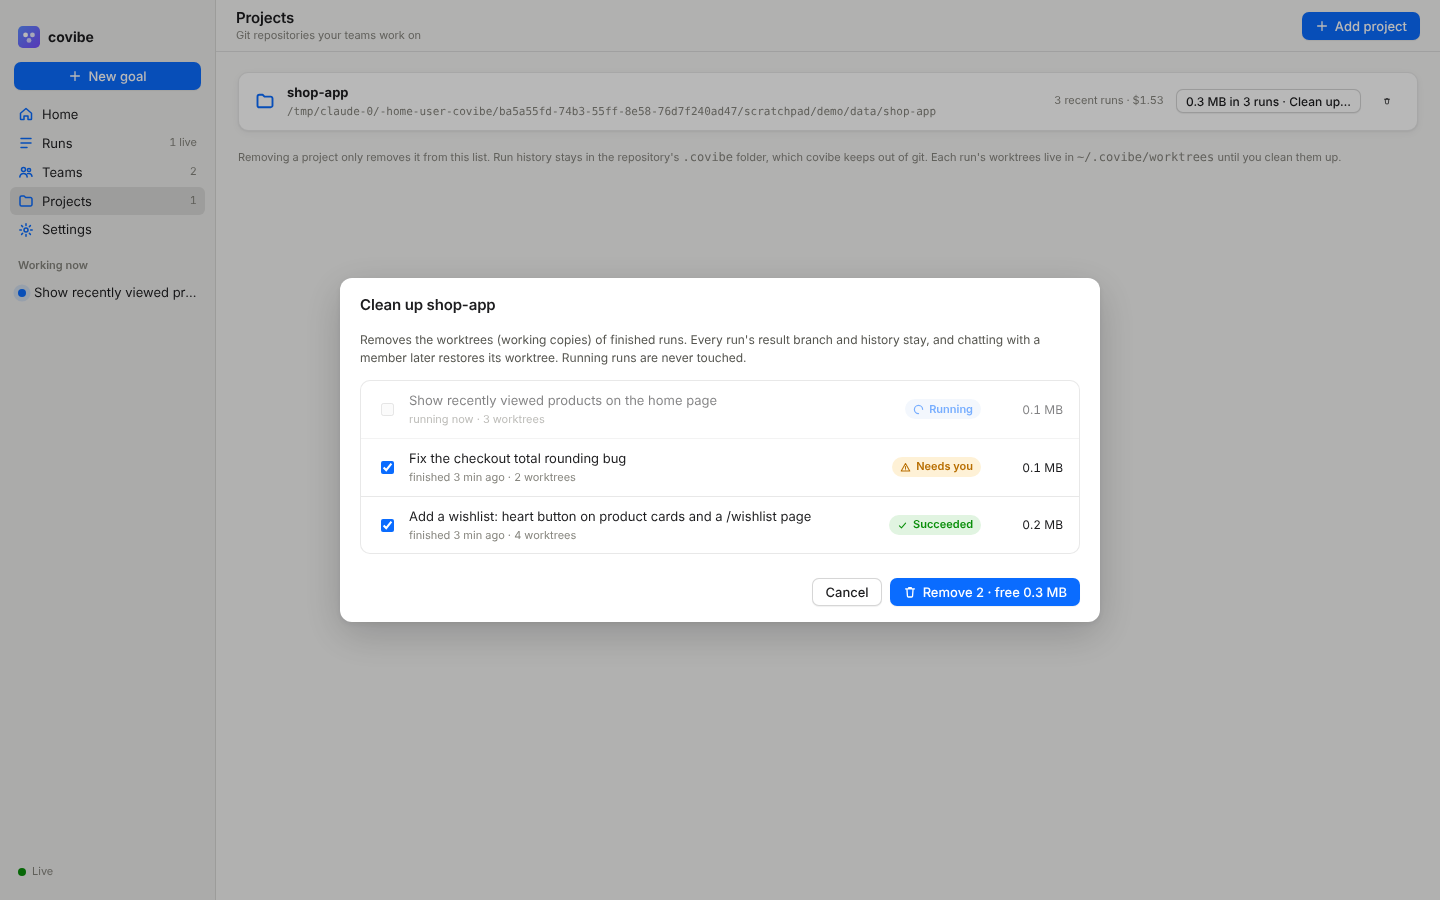 covibe
New goal
Home
Runs 1 live
Teams 2
Projects 1
Settings
Working now
Show recently viewed pr...
Live
Projects
Git repositories your teams work on
Add project
shop-app
/tmp/claude-0/-home-user-covibe/ba5a55fd-74b3-55ff-8e58-76d7f240ad47/scratchpad/demo/data/shop-app
3 recent runs · $1.53
0.3 MB in 3 runs · Clean up...
Removing a project only removes it from this list. Run history stays in the repository's .covibe folder, which covibe keeps out of git. Each run's worktrees live in ~/.covibe/worktrees until you clean them up.
Clean up shop-app
Removes the worktrees (working copies) of finished runs. Every run's result branch and history stay, and chatting with a
member later restores its worktree. Running runs are never touched.
Show recently viewed products on the home page
running now · 3 worktrees
Running
0.1 MB
Fix the checkout total rounding bug
finished 3 min ago · 2 worktrees
Needs you
0.1 MB
Add a wishlist: heart button on product cards and a /wishlist page
finished 3 min ago · 4 worktrees
Succeeded
0.2 MB
Cancel
Remove 2 · free 0.3 MB